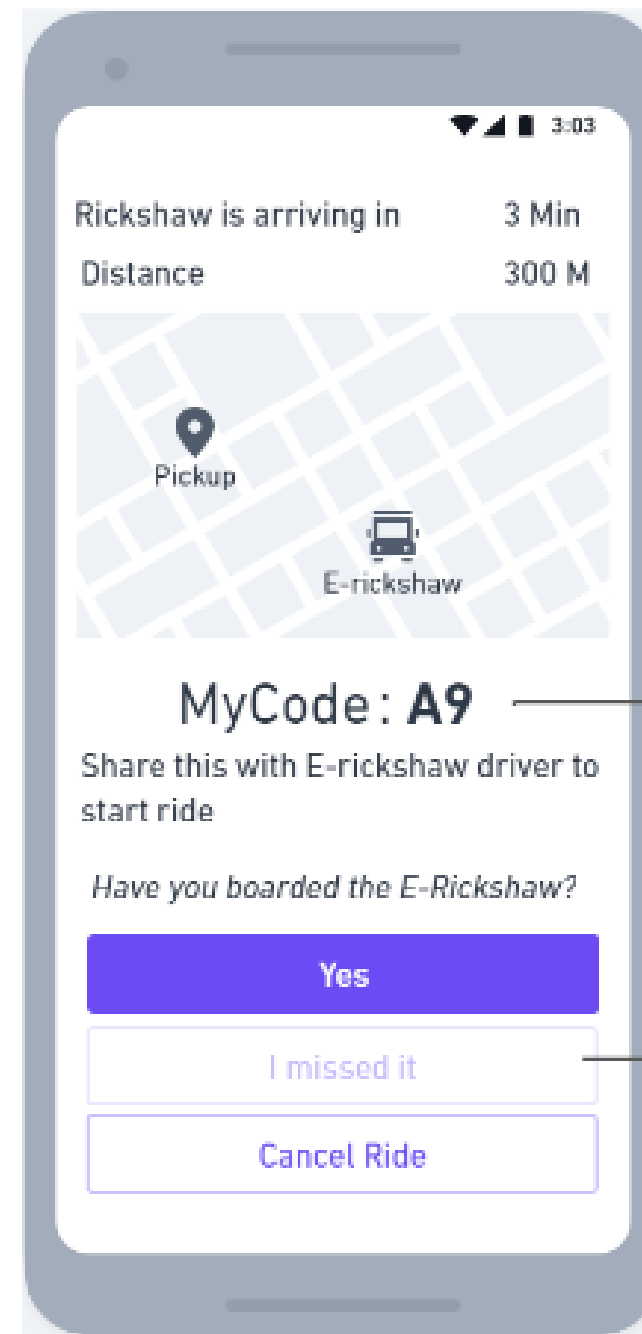 3:03
Rickshaw is arriving in 3 Min
Distance 300 M
Pickup
E-rickshaw
MyCode: A9
Share this with E-rickshaw driver to
start ride
Have you boarded the E-Rickshaw?
Yes
I missed it
Cancel Ride